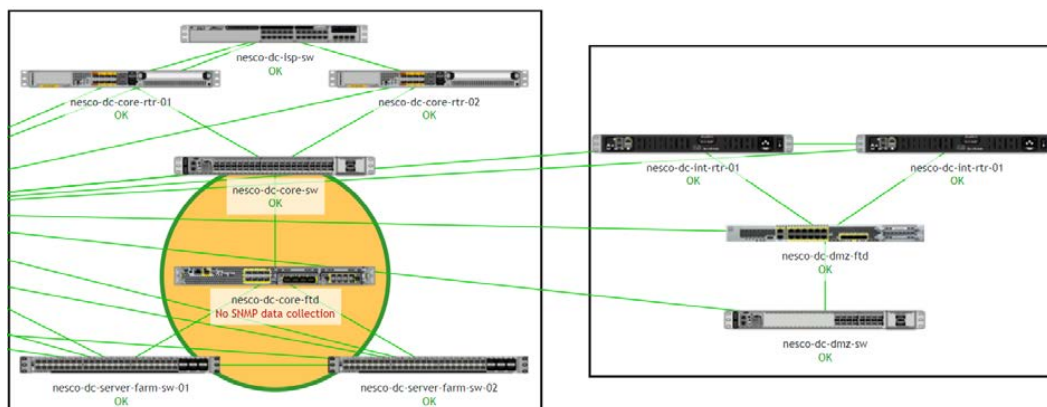 nesco-dc-isp-sw
OK
nesco-dc-core-rtr-01
OK
nesco-dc-core-rtr-02
OK
nesco-dc-core-sw
OK
nesco-dc-core-ftd
No SNMP data collection
nesco-dc-server-farm-sw-01
OK
nesco-dc-server-farm-sw-02
OK
nesco-dc-int-rtr-01
OK
nesco-dc-int-rtr-01
OK
nesco-dc-dmz-ftd
OK
nesco-dc-dmz-sw
OK